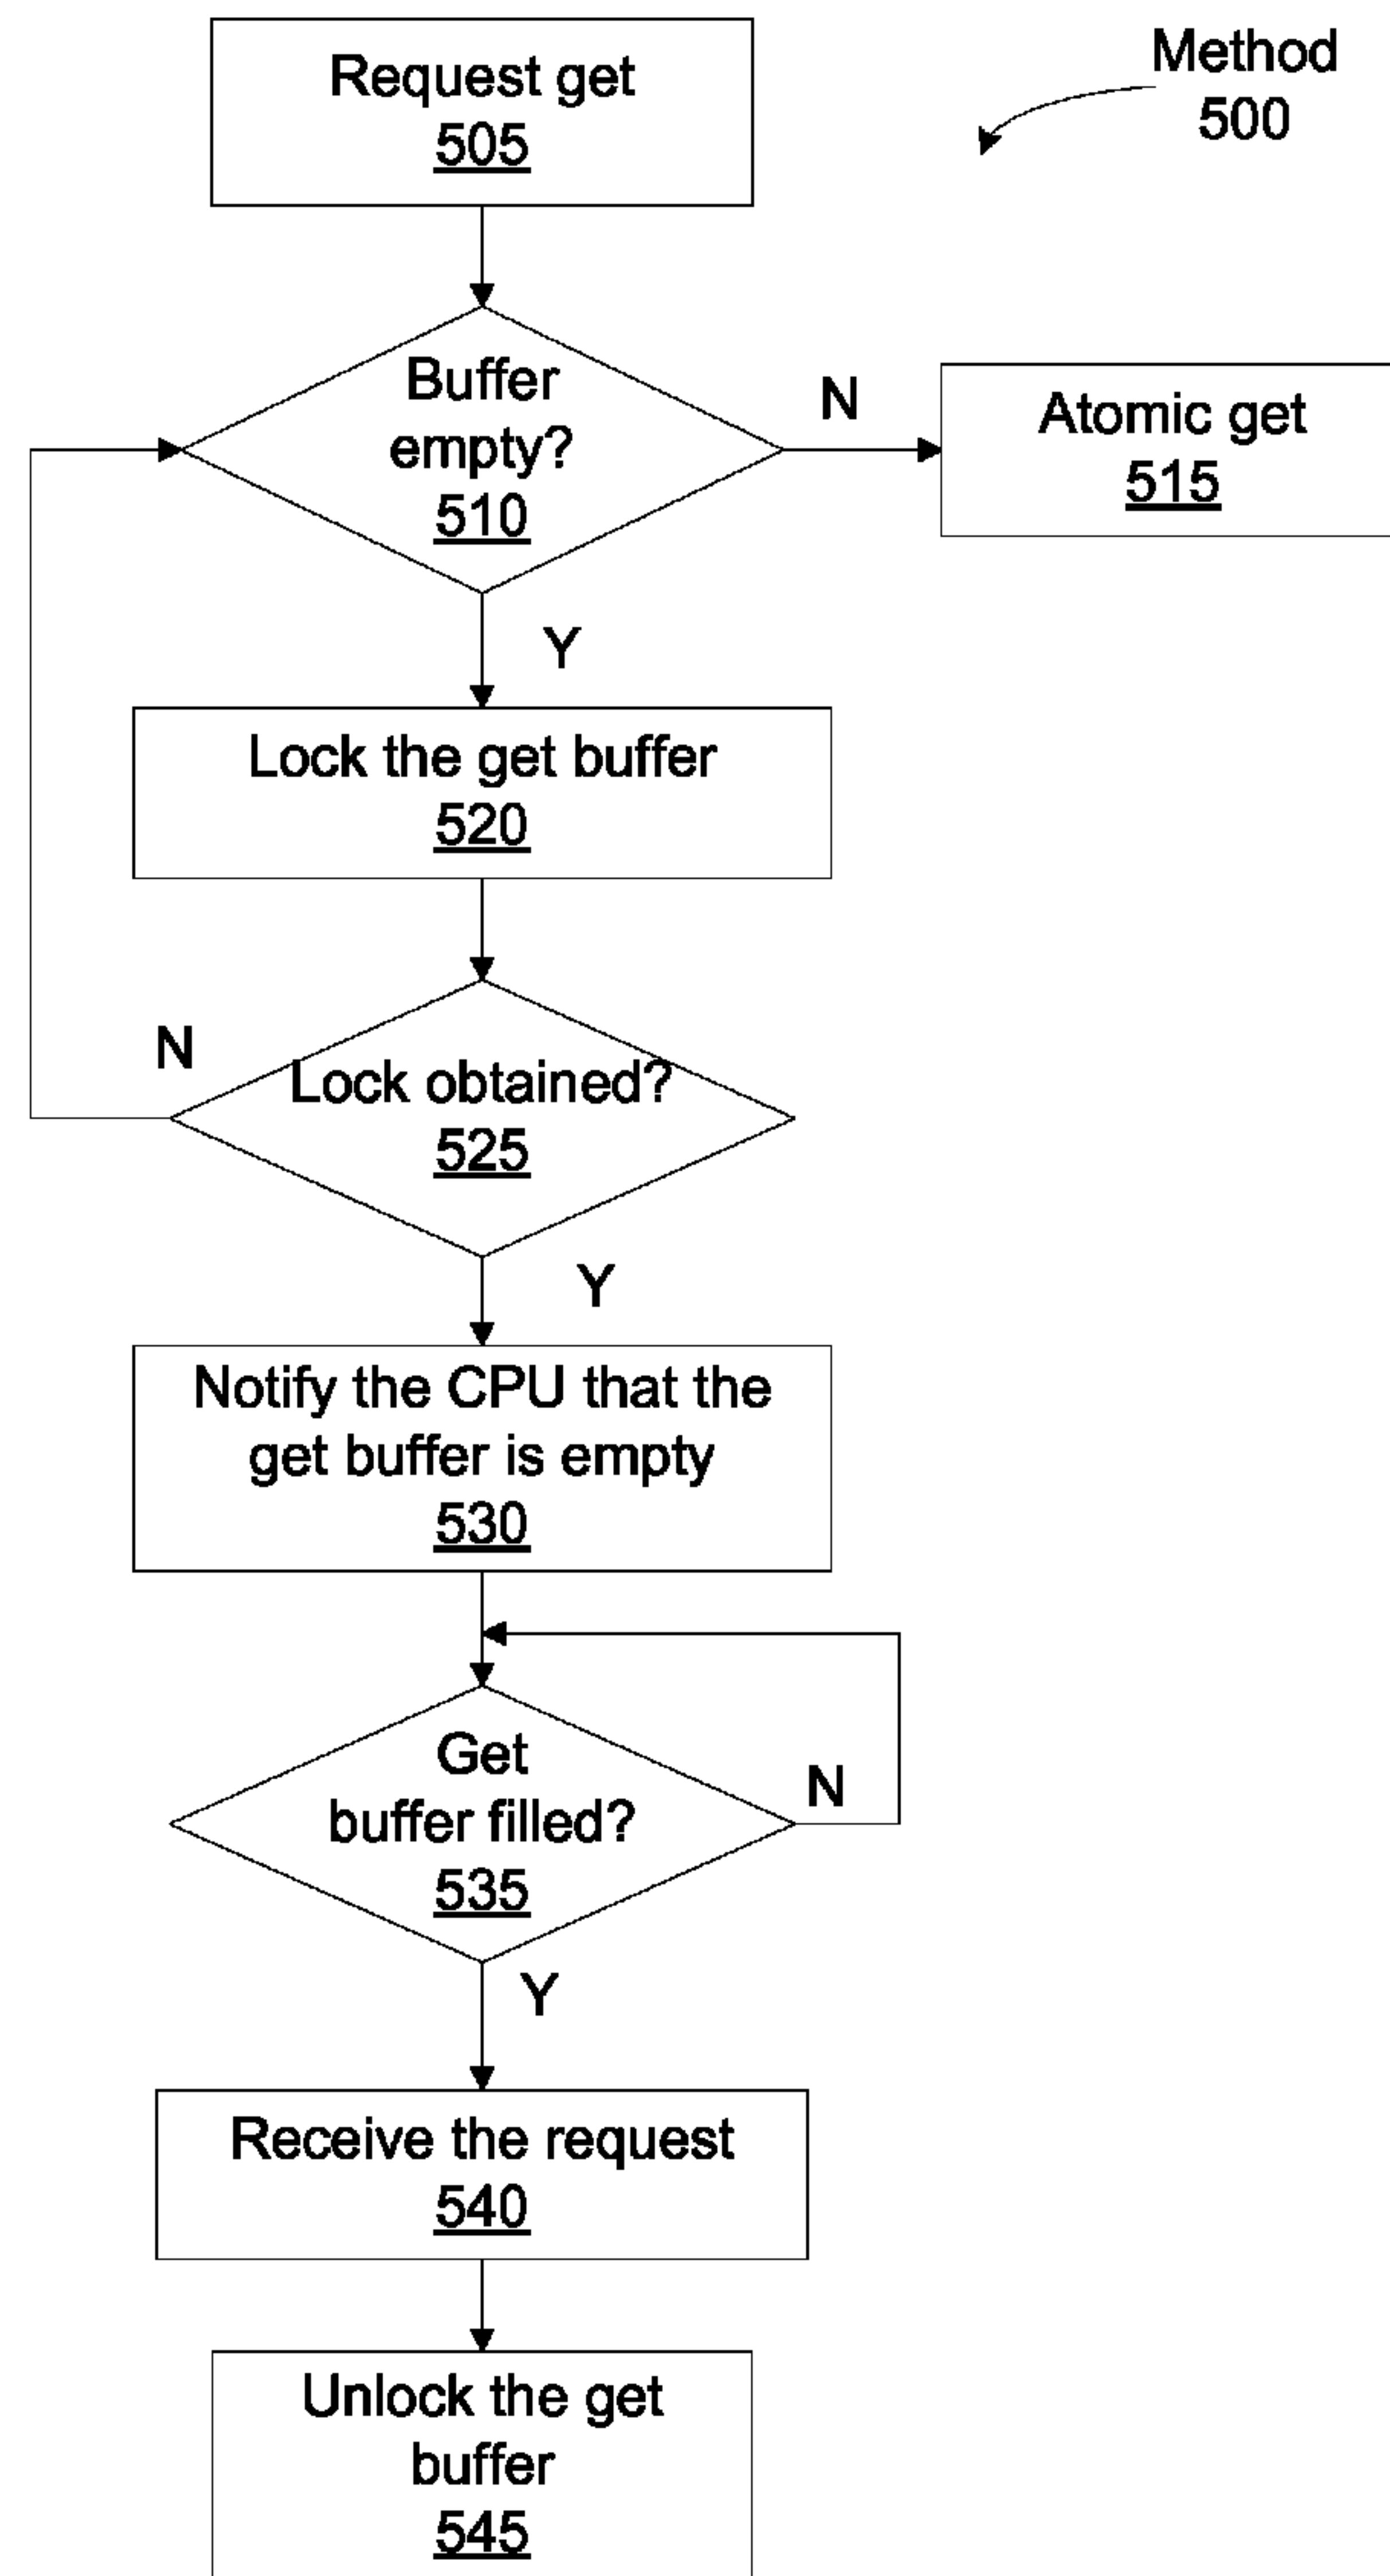 Request get
505
Method
500
Buffer
empty?
510
N
Atomic get
515
Y
Lock the get buffer
520
N
Lock obtained?
525
Y
Notify the CPU that the
get buffer is empty
530
Get
buffer filled?
535
N
Y
Receive the request
540
Unlock the get
buffer
545